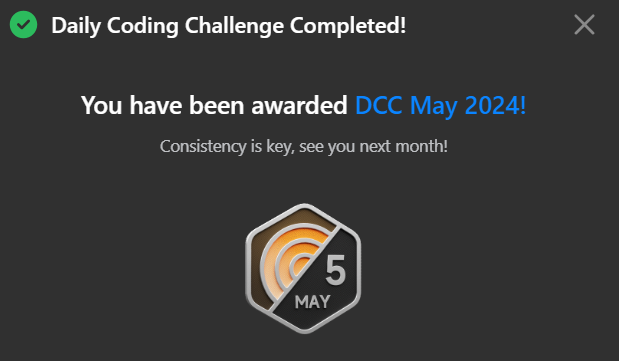 Daily Coding Challenge Completed!
You have been awarded DCC May 2024!
Consistency is key, see you next month!
5
MAY